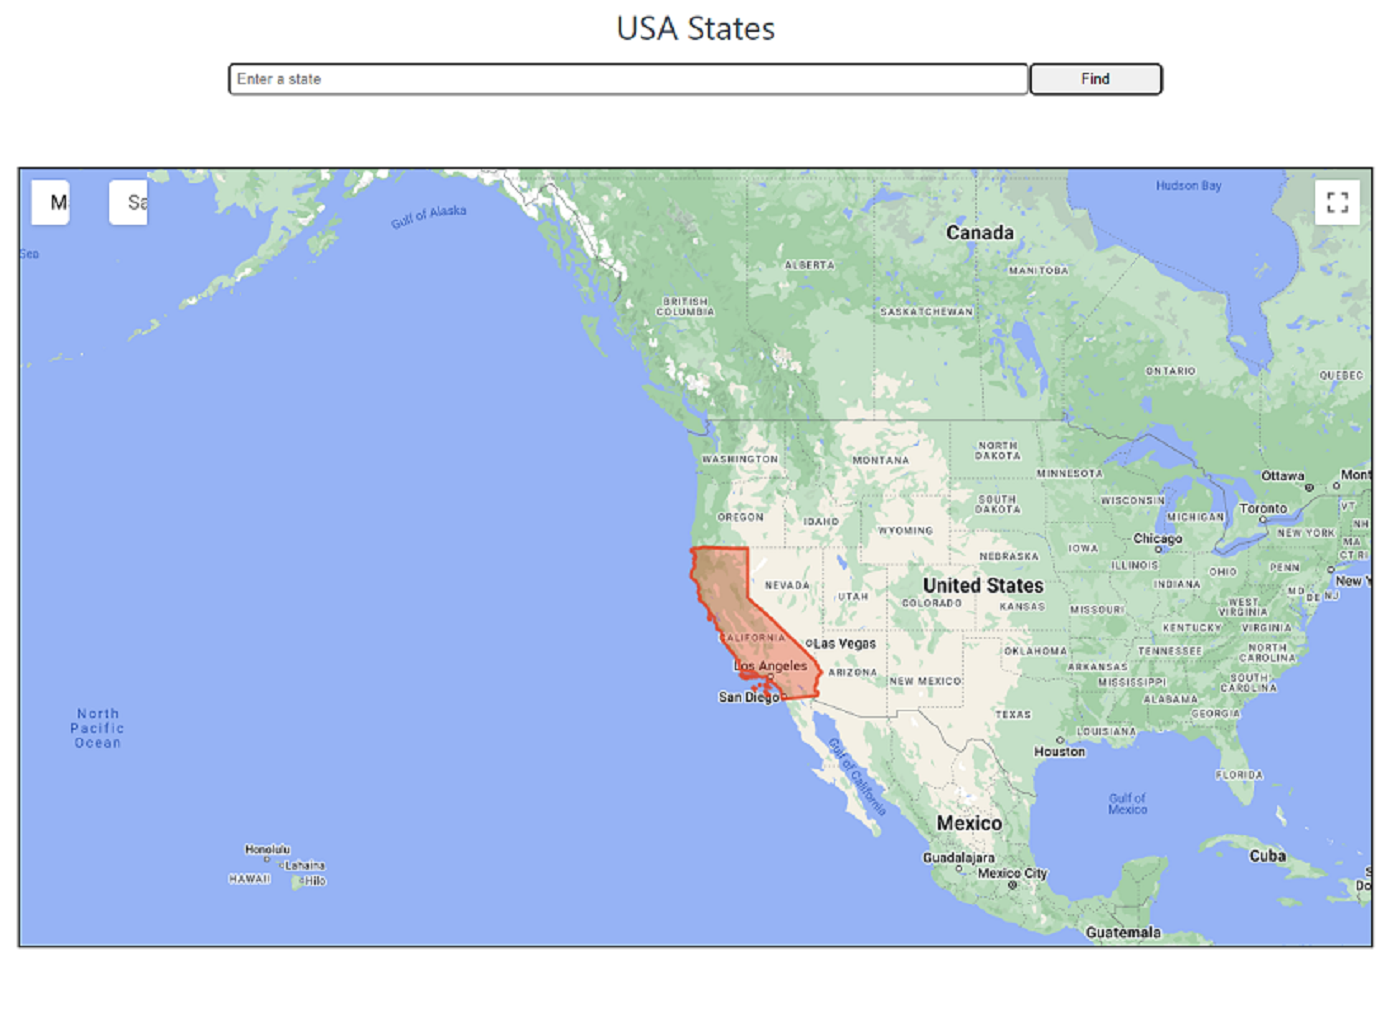 USA States
Enter a state
Find
M
Sa
Hudson Bay
Gulf of Alaska
Canada
Sea
ALBERTA
MANITOBA
BRITISH
COLUMBIA
SASKATCHEWAN
ONTARIO
QUEBEC
WASHINGTON
MONTANA
NORTH
DAKOTA
MINNESOTA
Ottawa
Mont
SOUTH
DAKOTA
WISCONSIN
MICHIGAN
Toronto
VT
NH
OREGON
IDAHO
WYOMING
Chicago
NEW YORK
MA
CT RI
NEBRASKA
IOWA
ILLINOIS
INDIANA
OHIO
PENN
New Y
NEVADA
UTAH
United States
COLORADO
KANSAS
MISSOURI
WEST
VIRGINIA
MD
DE
NJ
KENTUCKY
VIRGINIA
CALIFORNIA
Las Vegas
OKLAHOMA
TENNESSEE
NORTH
CAROLINA
Los Angeles
ARIZONA
NEW MEXICO
ARKANSAS
MISSISSIPPI
SOUTH
CAROLINA
San Diego
ALABAMA
GEORGIA
TEXAS
LOUISIANA
North
Pacific
Ocean
Houston
Gulf of California
FLORIDA
Gulf of
Mexico
Mexico
Honolulu
Lahaina
HAWAII
Hilo
Guadalajara
Mexico City
Cuba
S
Do
Guatemala